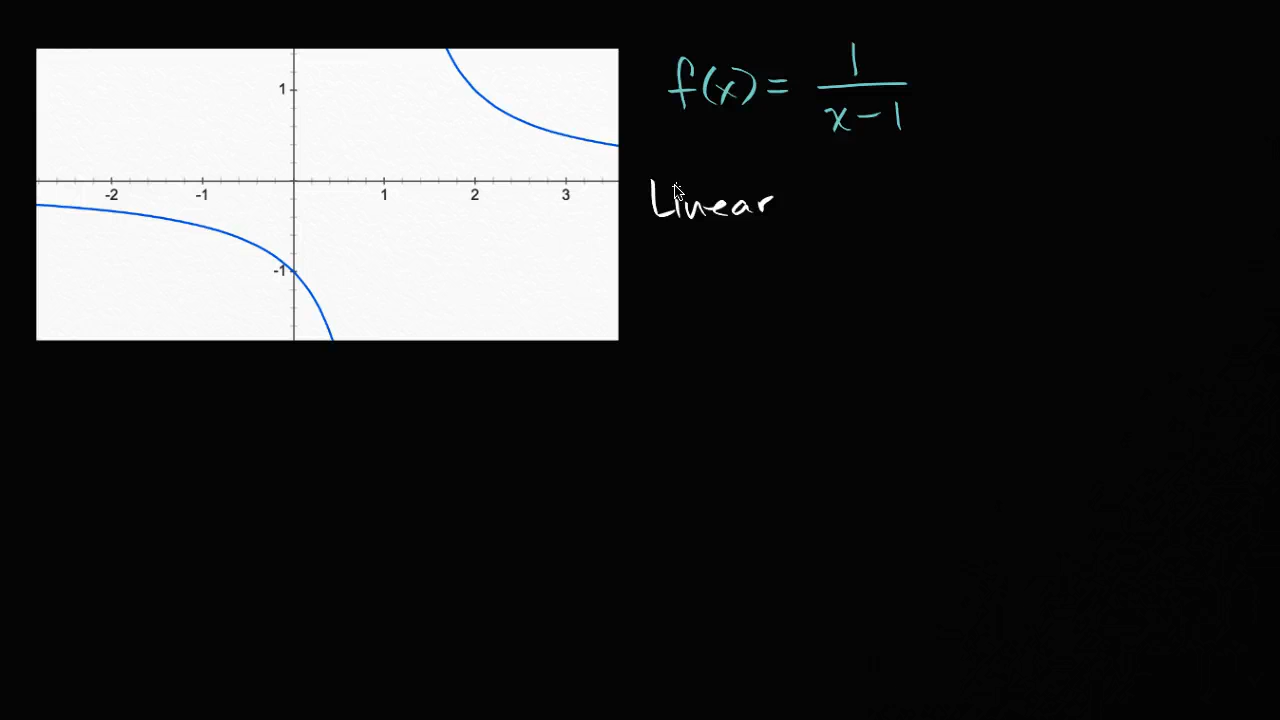 f(x) = 1/(x-1)
Linear
1
-2 -1 1 2 3
-1